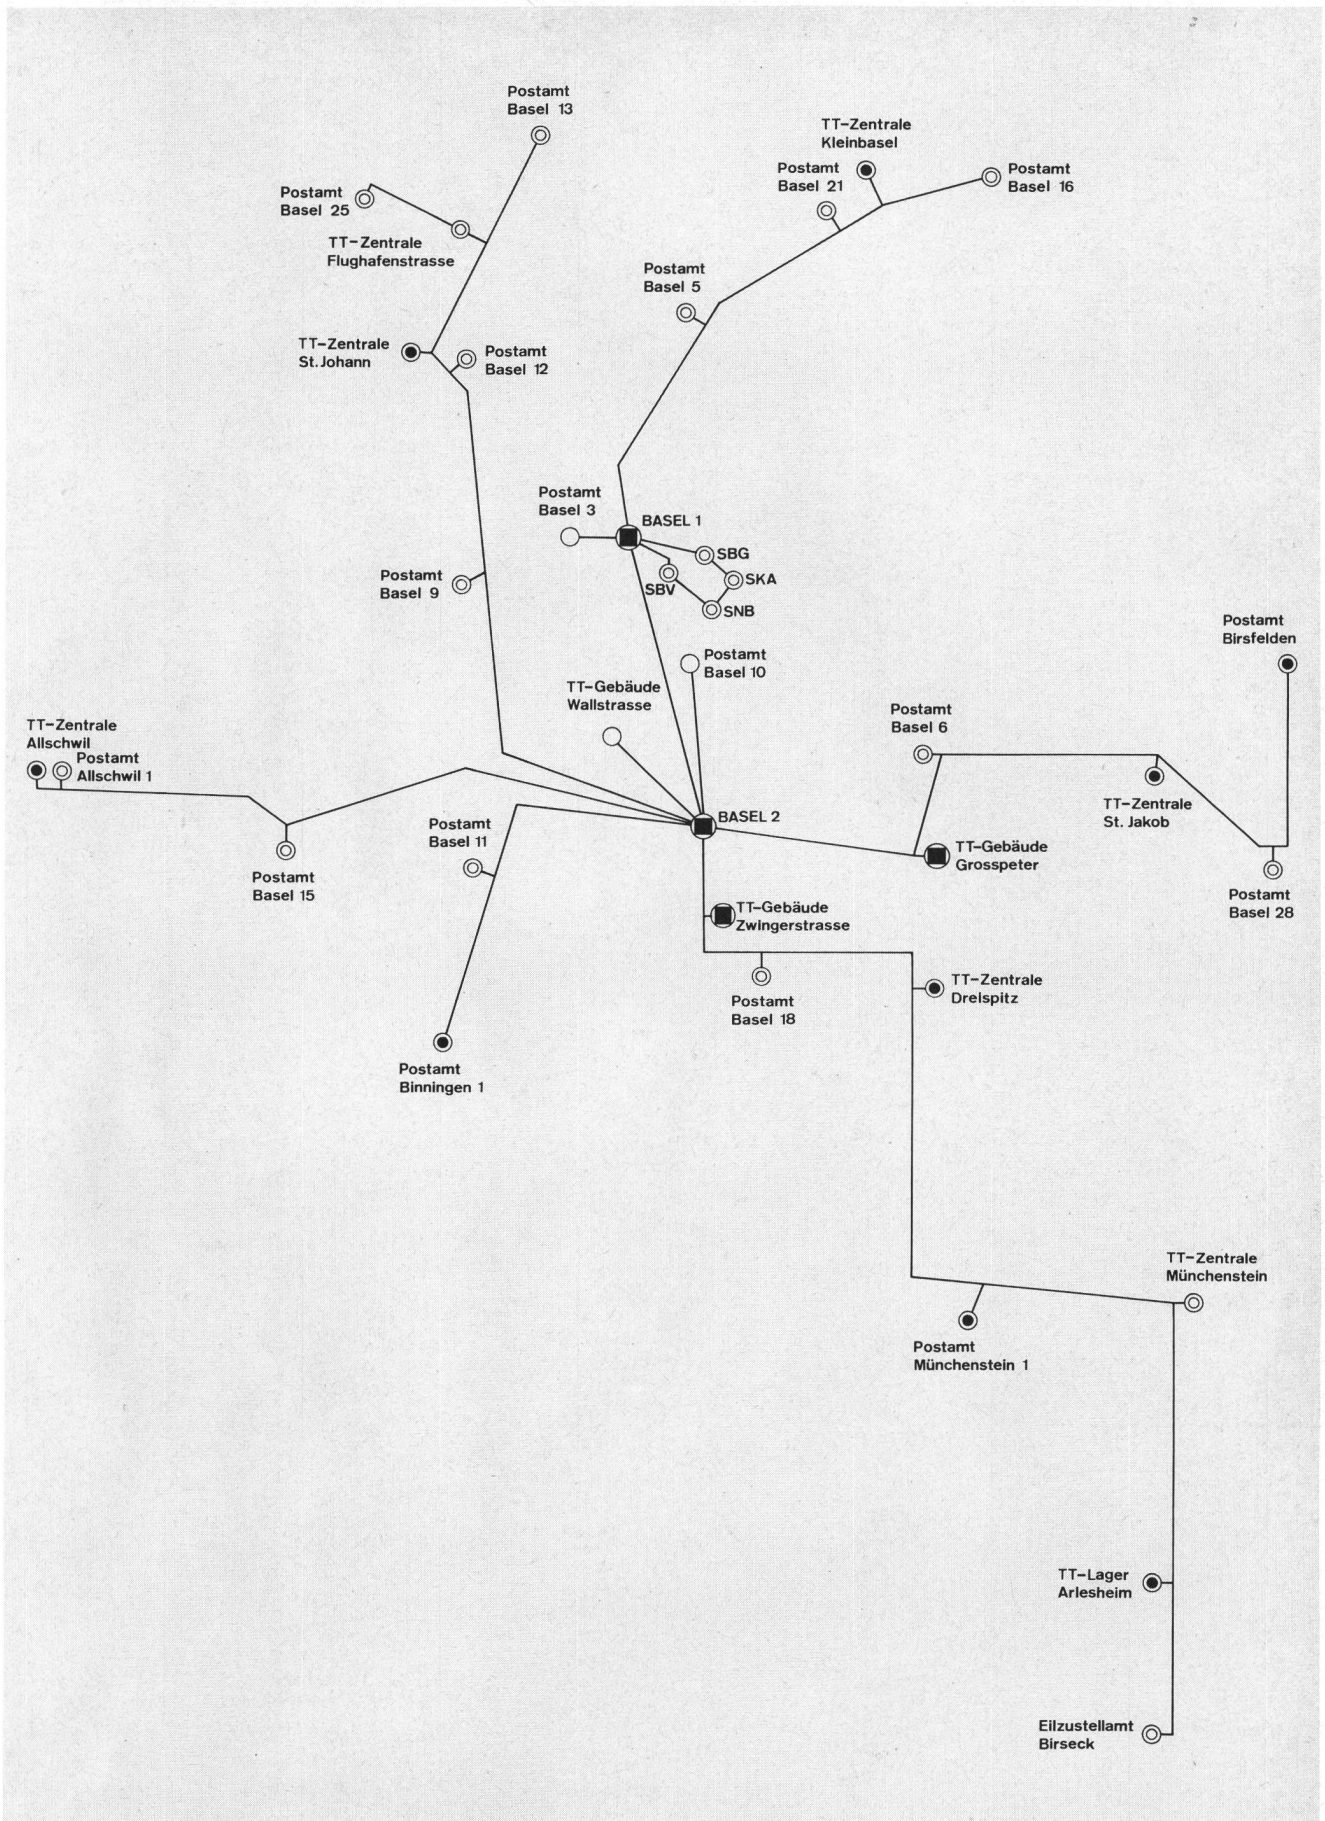 Postamt
Basel 13
TT-Zentrale
Kleinbasel
Postamt
Basel 21
Postamt
Basel 16
Postamt
Basel 25
TT-Zentrale
Flughafenstrasse
Postamt
Basel 5
TT-Zentrale
St. Johann
Postamt
Basel 12
Postamt
Basel 3
BASEL 1
SBG
SKA
SBV
SNB
Postamt
Basel 9
Postamt
Birsfelden
Postamt
Basel 10
TT-Gebäude
Wallstrasse
Postamt
Basel 6
TT-Zentrale
Allschwil
Postamt
Allschwil 1
TT-Zentrale
St. Jakob
BASEL 2
Postamt
Basel 11
TT-Gebäude
Grosspeter
Postamt
Basel 15
Postamt
Basel 28
TT-Gebäude
Zwingerstrasse
TT-Zentrale
Dreispitz
Postamt
Basel 18
Postamt
Binningen 1
TT-Zentrale
Münchenstein
Postamt
Münchenstein 1
TT-Lager
Arlesheim
Eilzustellamt
Birseck